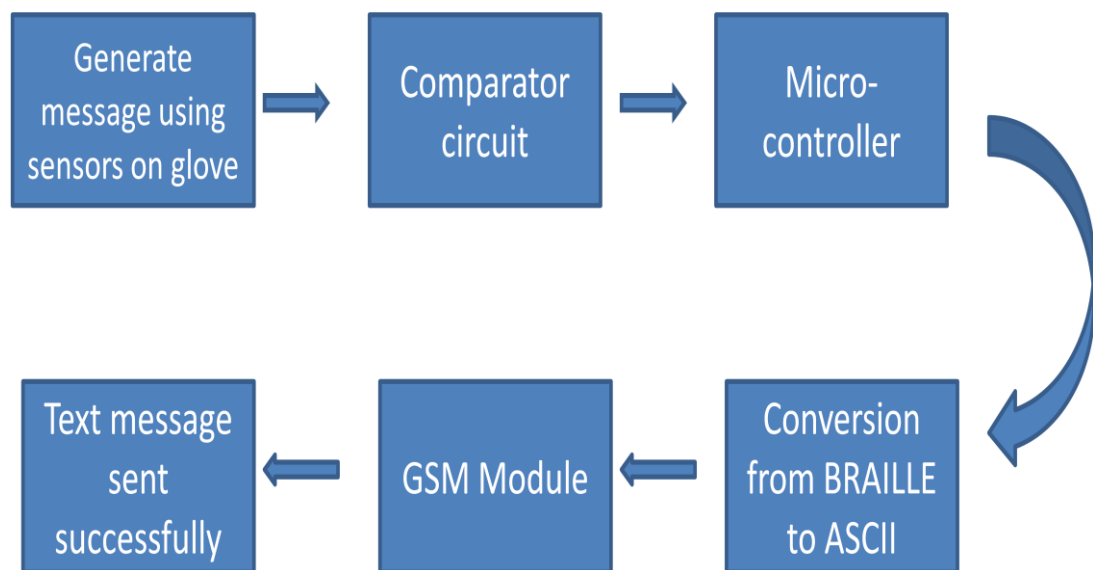 Generate
message using
sensors on glove
Comparator
circuit
Micro-
controller
Conversion
from BRAILLE
to ASCII
GSM Module
Text message
sent
successfully